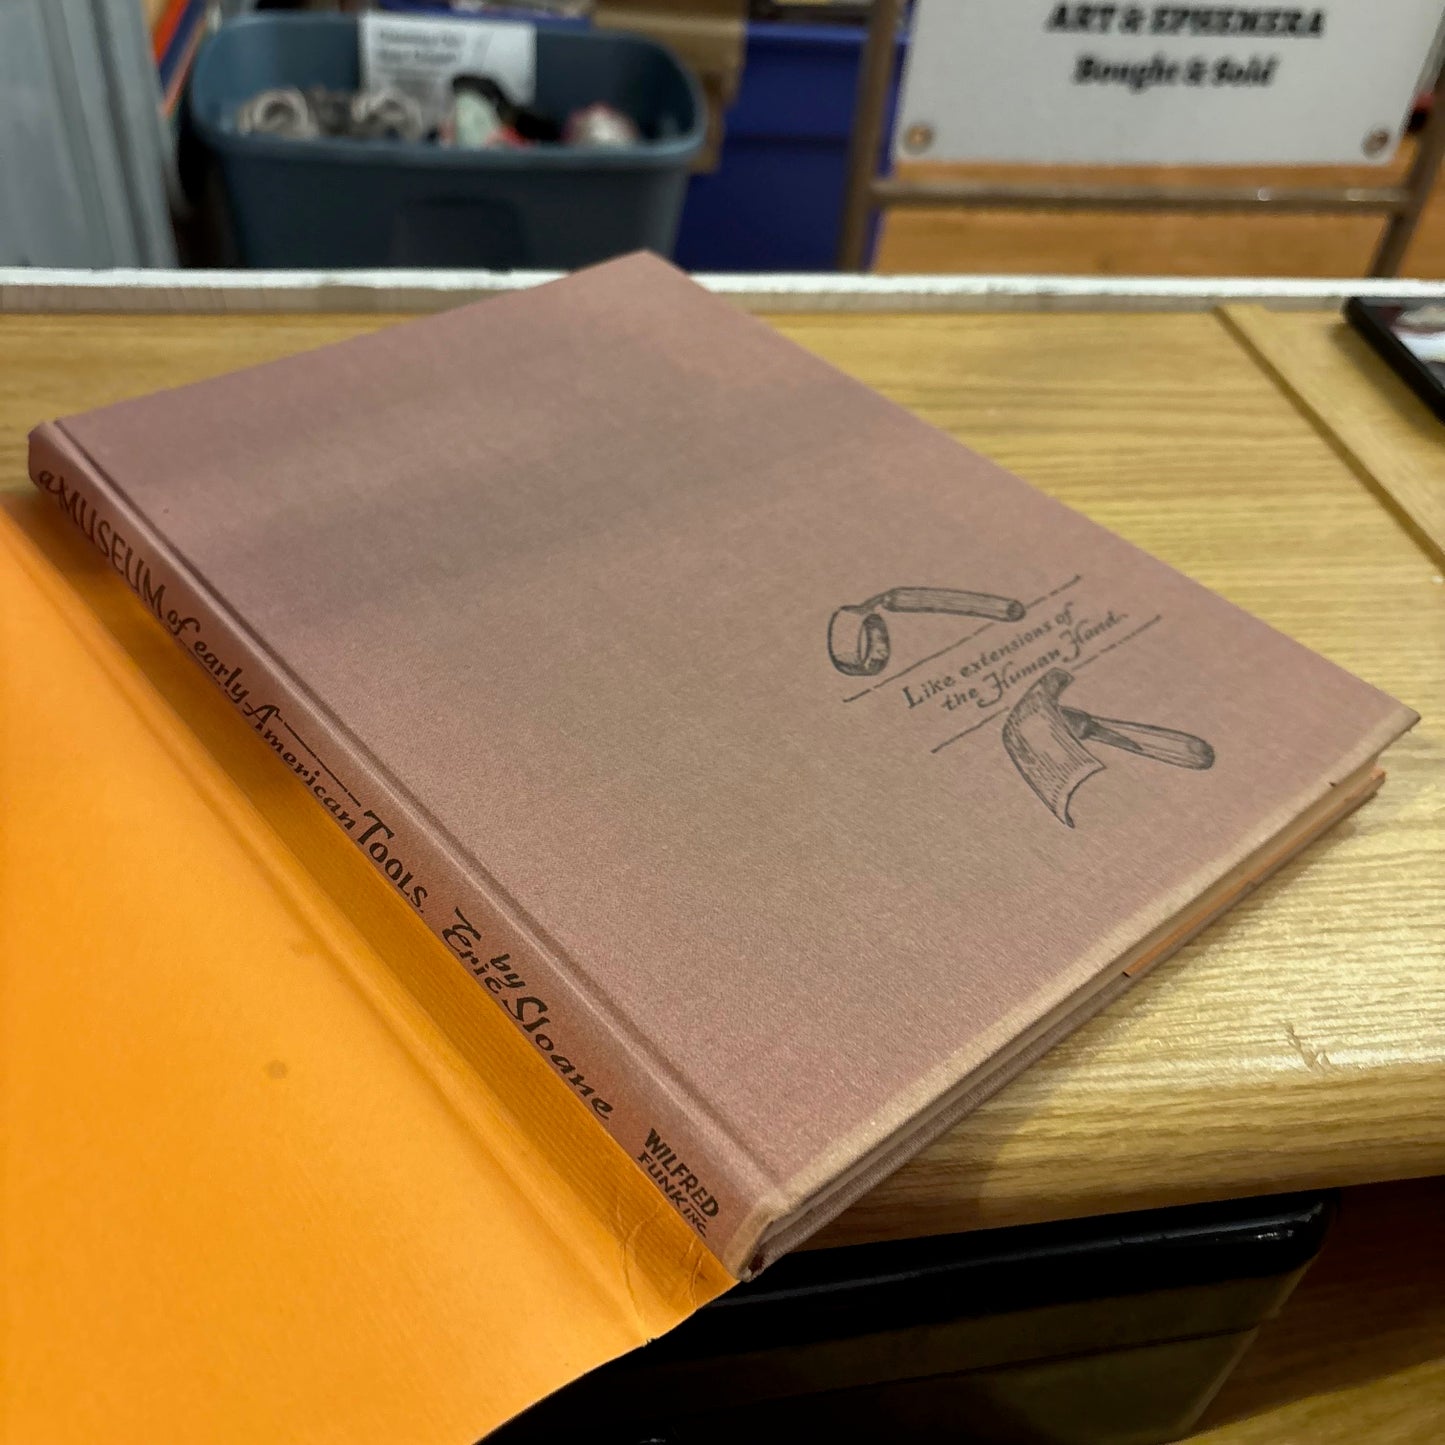 ART & EPHEMERA
Bought & Sold
Like extensions of
the Human Hand.
a MUSEUM of early American TOOLS.
by
Eric Sloane
WILFRED
FUNK INC.